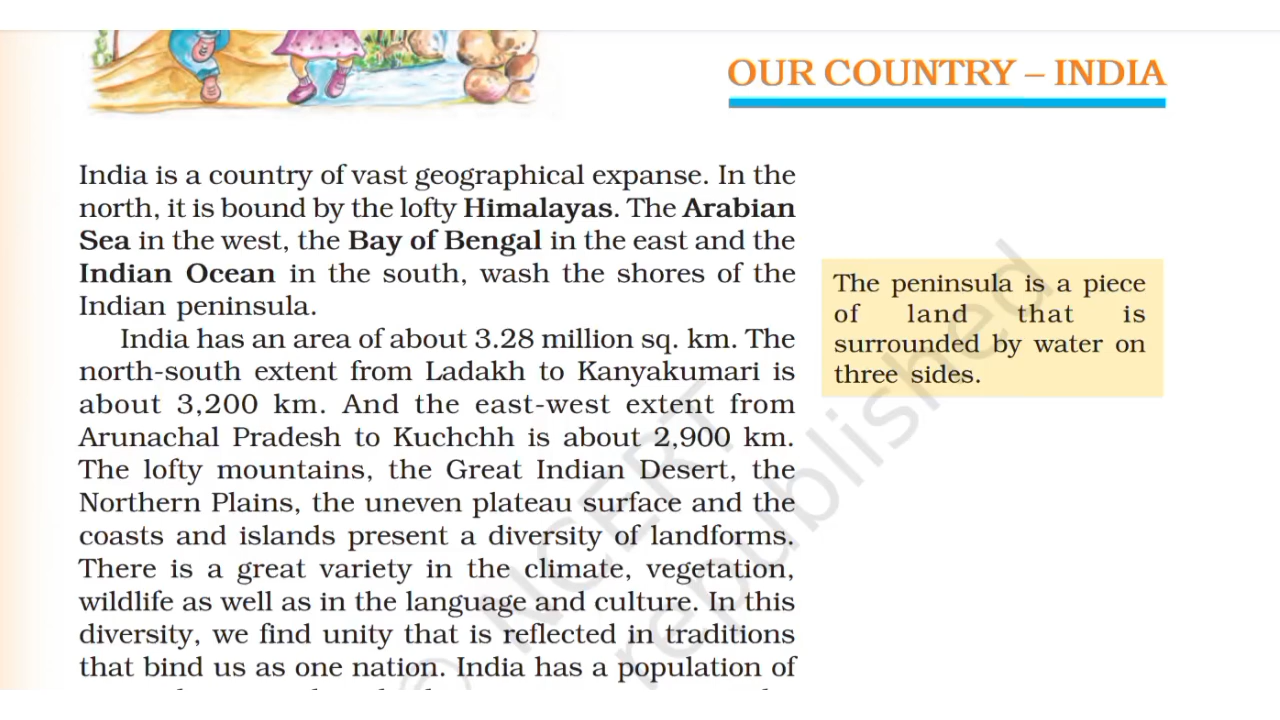 OUR COUNTRY – INDIA
India is a country of vast geographical expanse. In the
north, it is bound by the lofty Himalayas. The Arabian
Sea in the west, the Bay of Bengal in the east and the
Indian Ocean in the south, wash the shores of the
Indian peninsula.
India has an area of about 3.28 million sq. km. The
north-south extent from Ladakh to Kanyakumari is
about 3,200 km. And the east-west extent from
Arunachal Pradesh to Kuchchh is about 2,900 km.
The lofty mountains, the Great Indian Desert, the
Northern Plains, the uneven plateau surface and the
coasts and islands present a diversity of landforms.
There is a great variety in the climate, vegetation,
wildlife as well as in the language and culture. In this
diversity, we find unity that is reflected in traditions
that bind us as one nation. India has a population of
The peninsula is a piece
of land that is
surrounded by water on
three sides.
© NCERT
republished